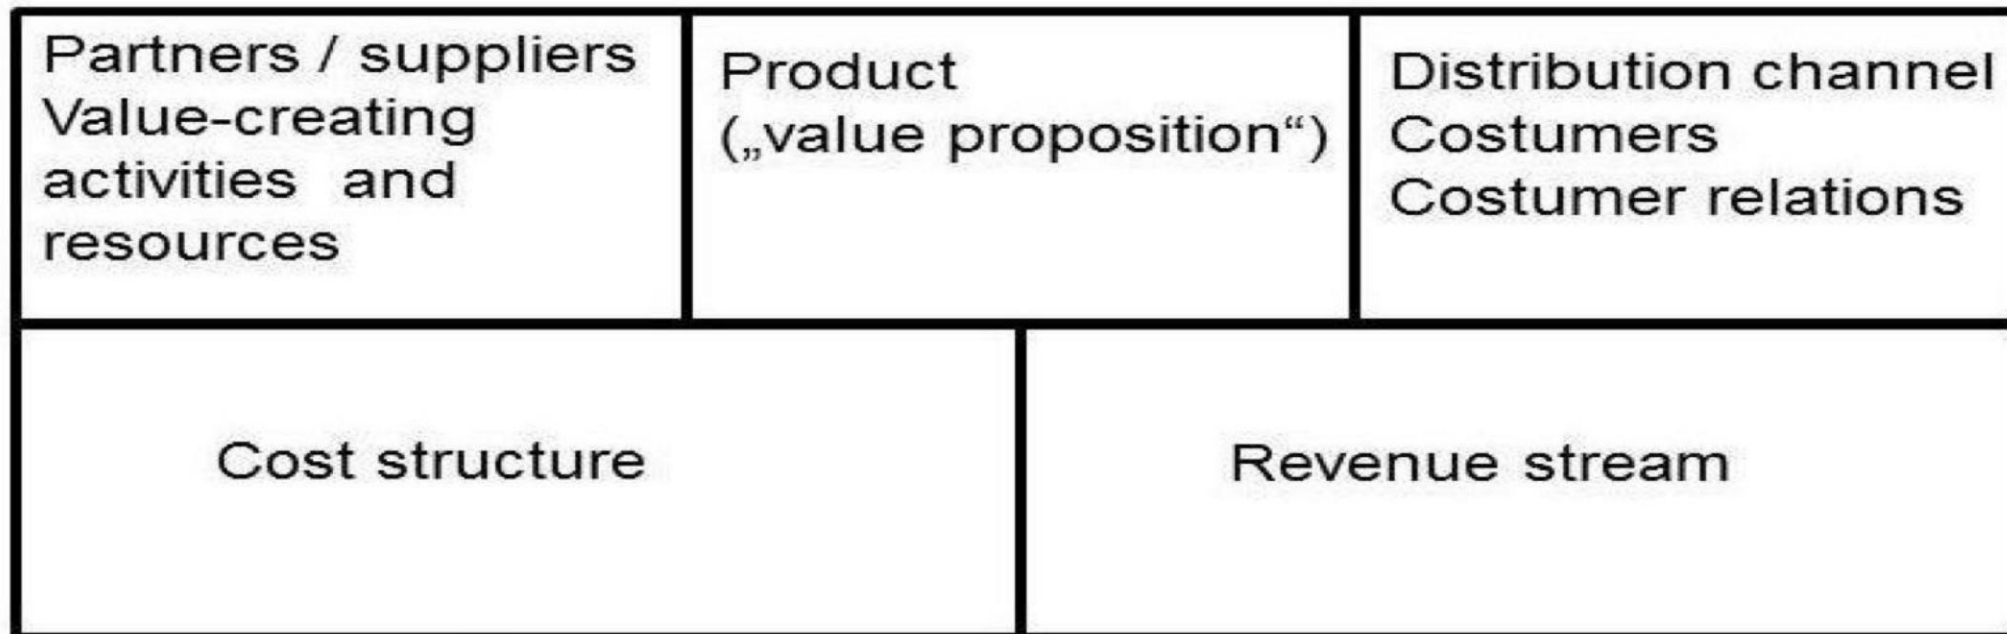 Partners / suppliers
Value-creating
activities and
resources
Product
(„value proposition“)
Distribution channel
Costumers
Costumer relations
Cost structure
Revenue stream